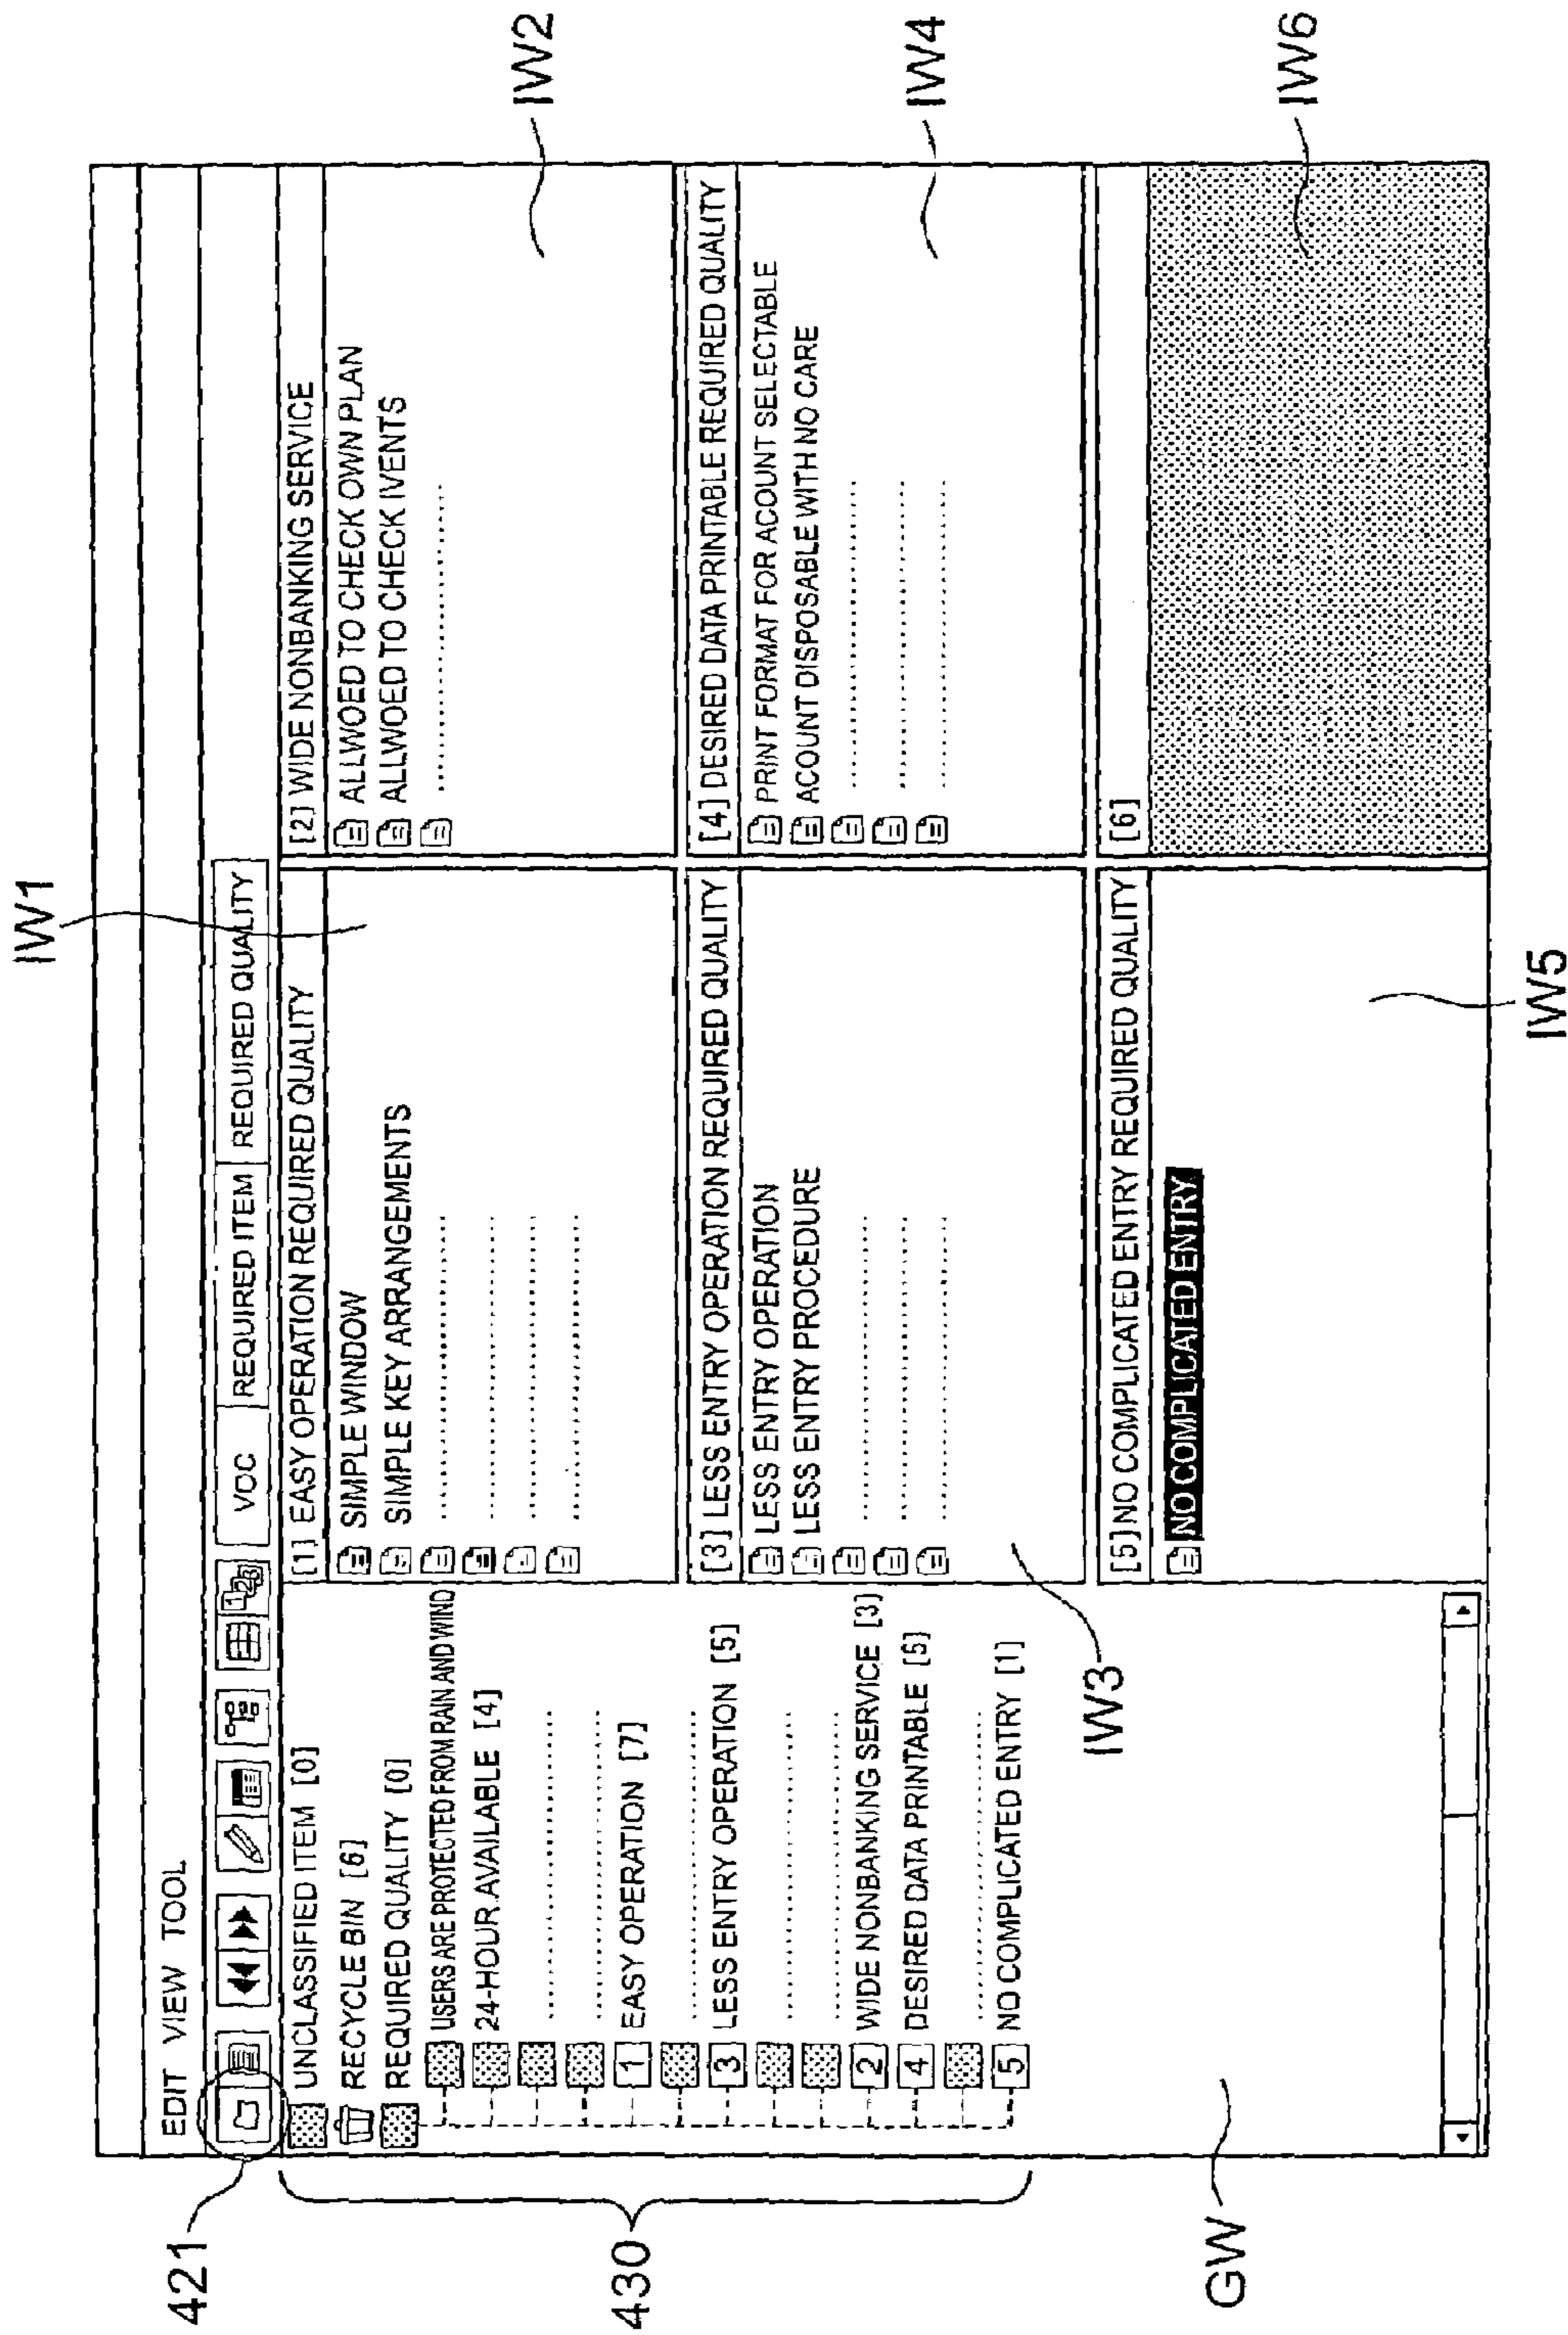 421
EDIT VIEW TOOL
VOC REQUIRED ITEM REQUIRED QUALITY
430
UNCLASSIFIED ITEM [0]
RECYCLE BIN [6]
REQUIRED QUALITY [0]
USERS ARE PROTECTED FROM RAIN AND WIND
24-HOUR AVAILABLE [4]
1 EASY OPERATION [7]
3 LESS ENTRY OPERATION [5]
2 WIDE NONBANKING SERVICE [3]
4 DESIRED DATA PRINTABLE [5]
5 NO COMPLICATED ENTRY [1]
GW
IW1
[1] EASY OPERATION REQUIRED QUALITY
SIMPLE WINDOW
SIMPLE KEY ARRANGEMENTS
IW2
[2] WIDE NONBANKING SERVICE
ALLWOED TO CHECK OWN PLAN
ALLWOED TO CHECK IVENTS
IW3
[3] LESS ENTRY OPERATION REQUIRED QUALITY
LESS ENTRY OPERATION
LESS ENTRY PROCEDURE
IW4
[4] DESIRED DATA PRINTABLE REQUIRED QUALITY
PRINT FORMAT FOR ACOUNT SELECTABLE
ACOUNT DISPOSABLE WITH NO CARE
IW5
[5] NO COMPLICATED ENTRY REQUIRED QUALITY
NO COMPLICATED ENTRY
IW6
[6]